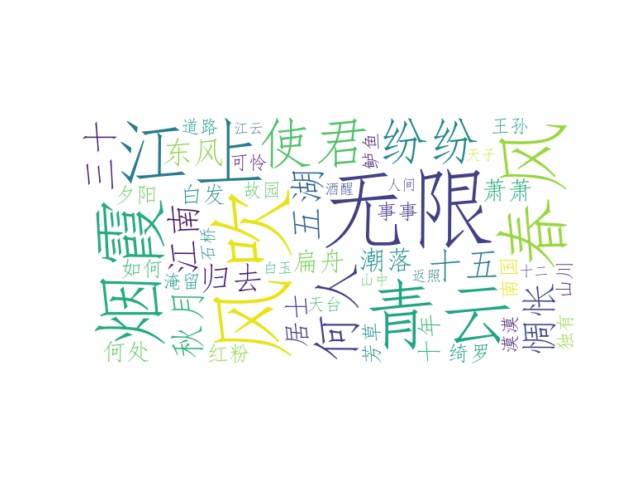 三十
道路
江云
江上
使君
纷纷
王孙
春风
东风
可怜
鲈鱼
天子
夕阳
白发
故园
酒醒
五湖
无限
人间
萧萧
事事
烟霞
江南
石桥
风吹
如何
归去
白玉
扁舟
潮落
十五
南国
十二
山川
淹留
秋月
居士
天台
何人
山中
返照
青云
惆怅
何处
红粉
芳草
十年
绮罗
漠漠
独有